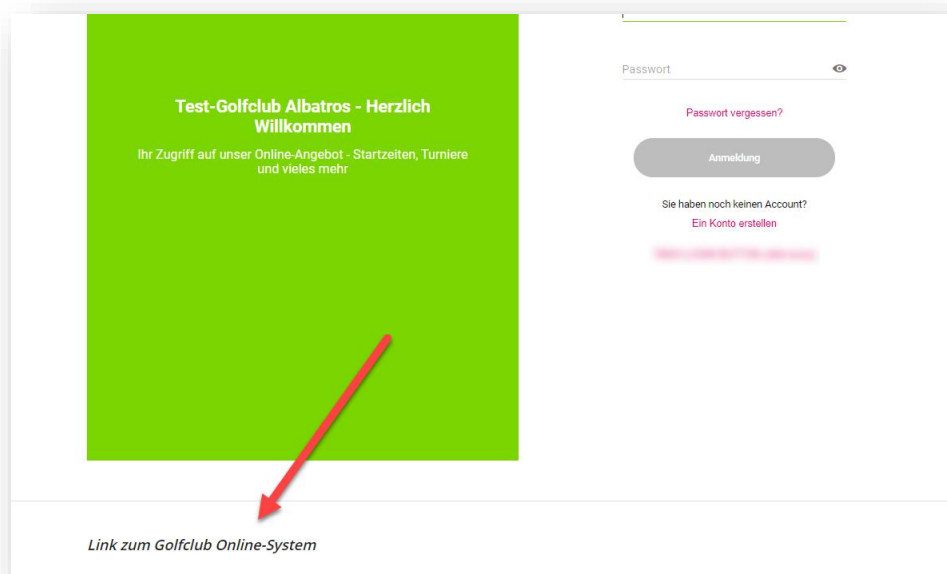 Passwort
Test-Golfclub Albatros - Herzlich
Willkommen
Ihr Zugriff auf unser Online-Angebot - Startzeiten, Turniere
und vieles mehr
Passwort vergessen?
Anmeldung
Sie haben noch keinen Account?
Ein Konto erstellen
Link zum Golfclub Online-System